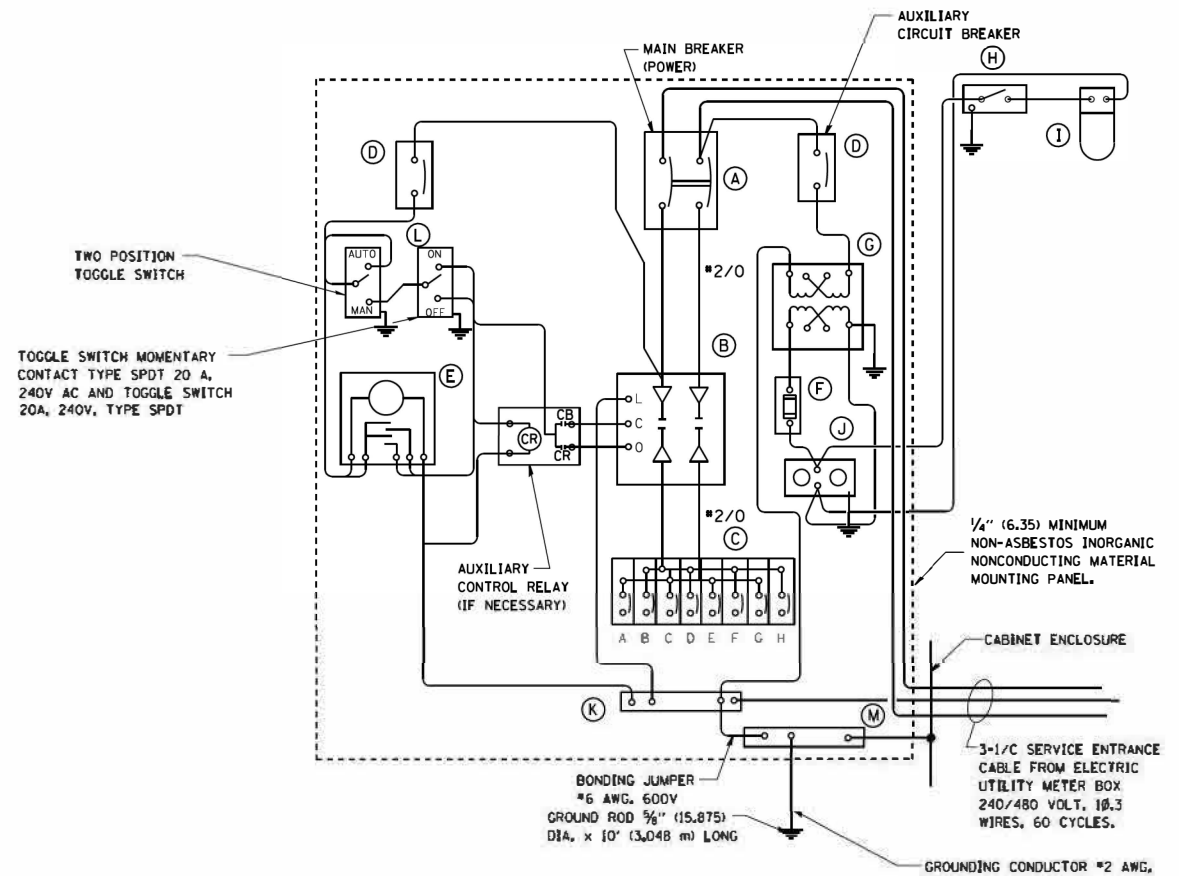 AUXILIARY
CIRCUIT BREAKER
MAIN BREAKER
(POWER)
H
I
D
A
D
L
G
TWO POSITION
TOGGLE SWITCH
AUTO
MAN
ON
OFF
#2/0
TOGGLE SWITCH MOMENTARY
CONTACT TYPE SPDT 20 A,
240V AC AND TOGGLE SWITCH
20A, 240V, TYPE SPDT
B
E
F
L
C
O
CB
CR
CR
J
#2/0
C
AUXILIARY
CONTROL RELAY
(IF NECESSARY)
1/4" (6.35) MINIMUM
NON-ASBESTOS INORGANIC
NONCONDUCTING MATERIAL
MOUNTING PANEL.
A B C D E F G H
CABINET ENCLOSURE
K
M
3-1/C SERVICE ENTRANCE
CABLE FROM ELECTRIC
UTILITY METER BOX
240/480 VOLT, 1Ø,3
WIRES, 60 CYCLES.
BONDING JUMPER
#6 AWG. 600V
GROUND ROD 5/8" (15.875)
DIA. x 10' (3.048 m) LONG
GROUNDING CONDUCTOR #2 AWG.